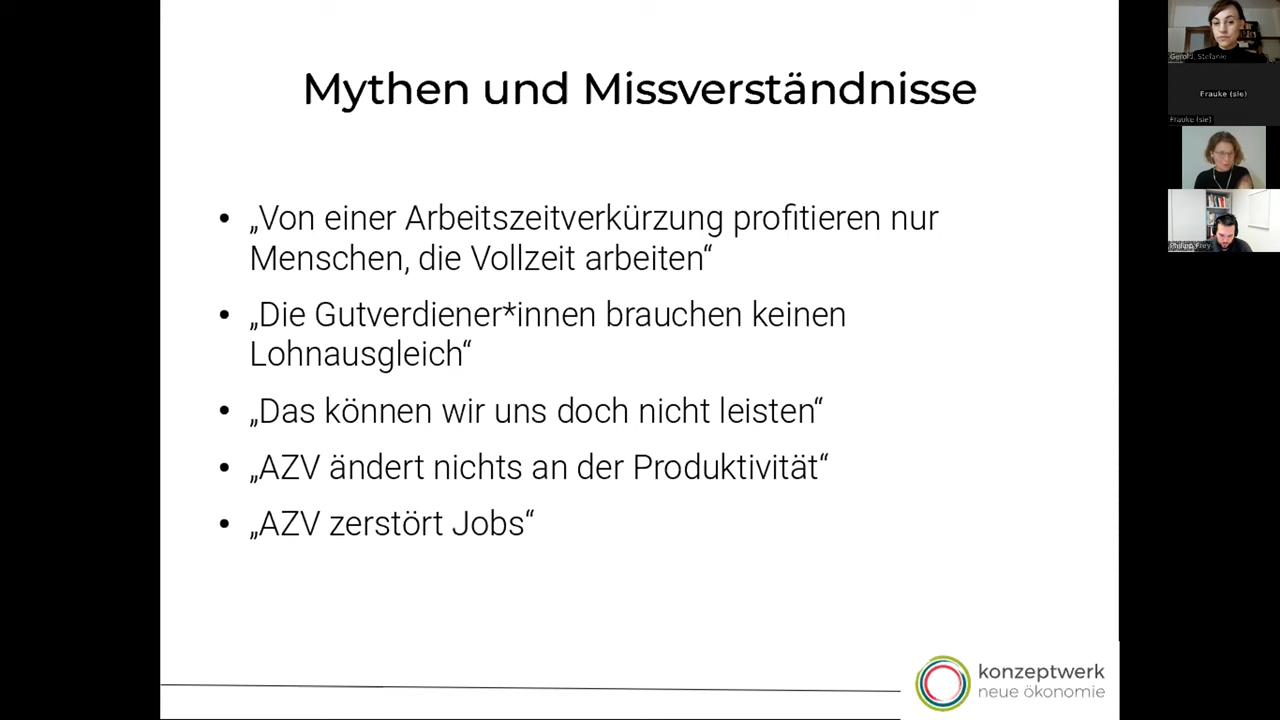 Mythen und Missverständnisse
• „Von einer Arbeitszeitverkürzung profitieren nur
Menschen, die Vollzeit arbeiten“
• „Die Gutverdiener*innen brauchen keinen
Lohnausgleich“
• „Das können wir uns doch nicht leisten“
• „AZV ändert nichts an der Produktivität“
• „AZV zerstört Jobs“
konzeptwerk
neue ökonomie
Gerold, Stefanie
Frauke (sie)
Frauke (sie)
Philipp Frey